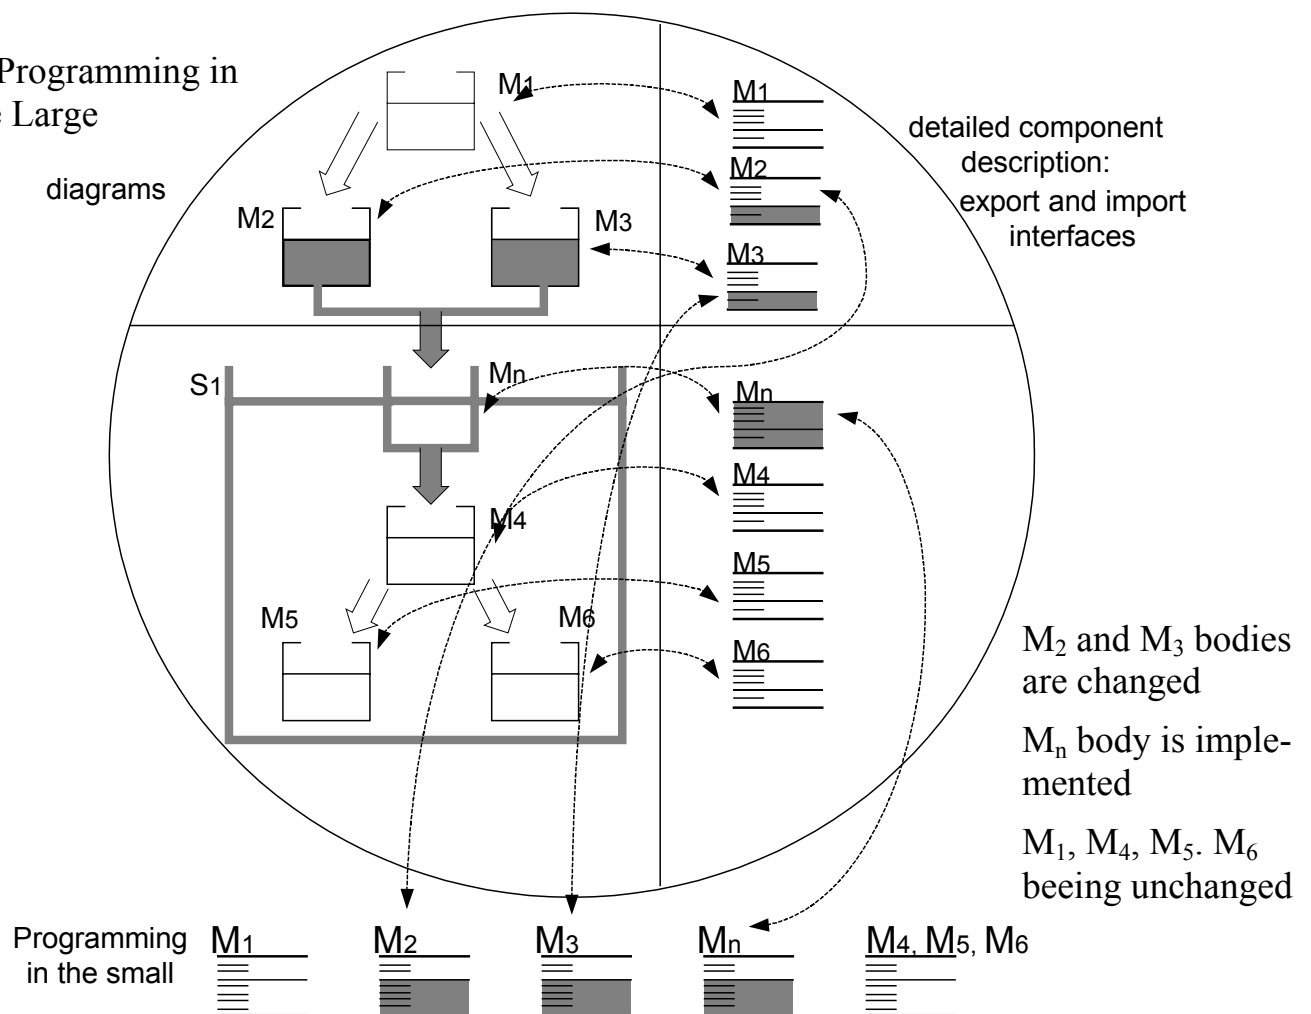 Programming in
Large
diagrams
M1
M2
M3
M1
M2
M3
detailed component
description:
export and import
interfaces
S1
Mn
M4
M5
M6
Mn
M4
M5
M6
M2 and M3 bodies
are changed
Mn body is imple-
mented
M1, M4, M5. M6
beeing unchanged
Programming
in the small
M1
M2
M3
Mn
M4, M5, M6